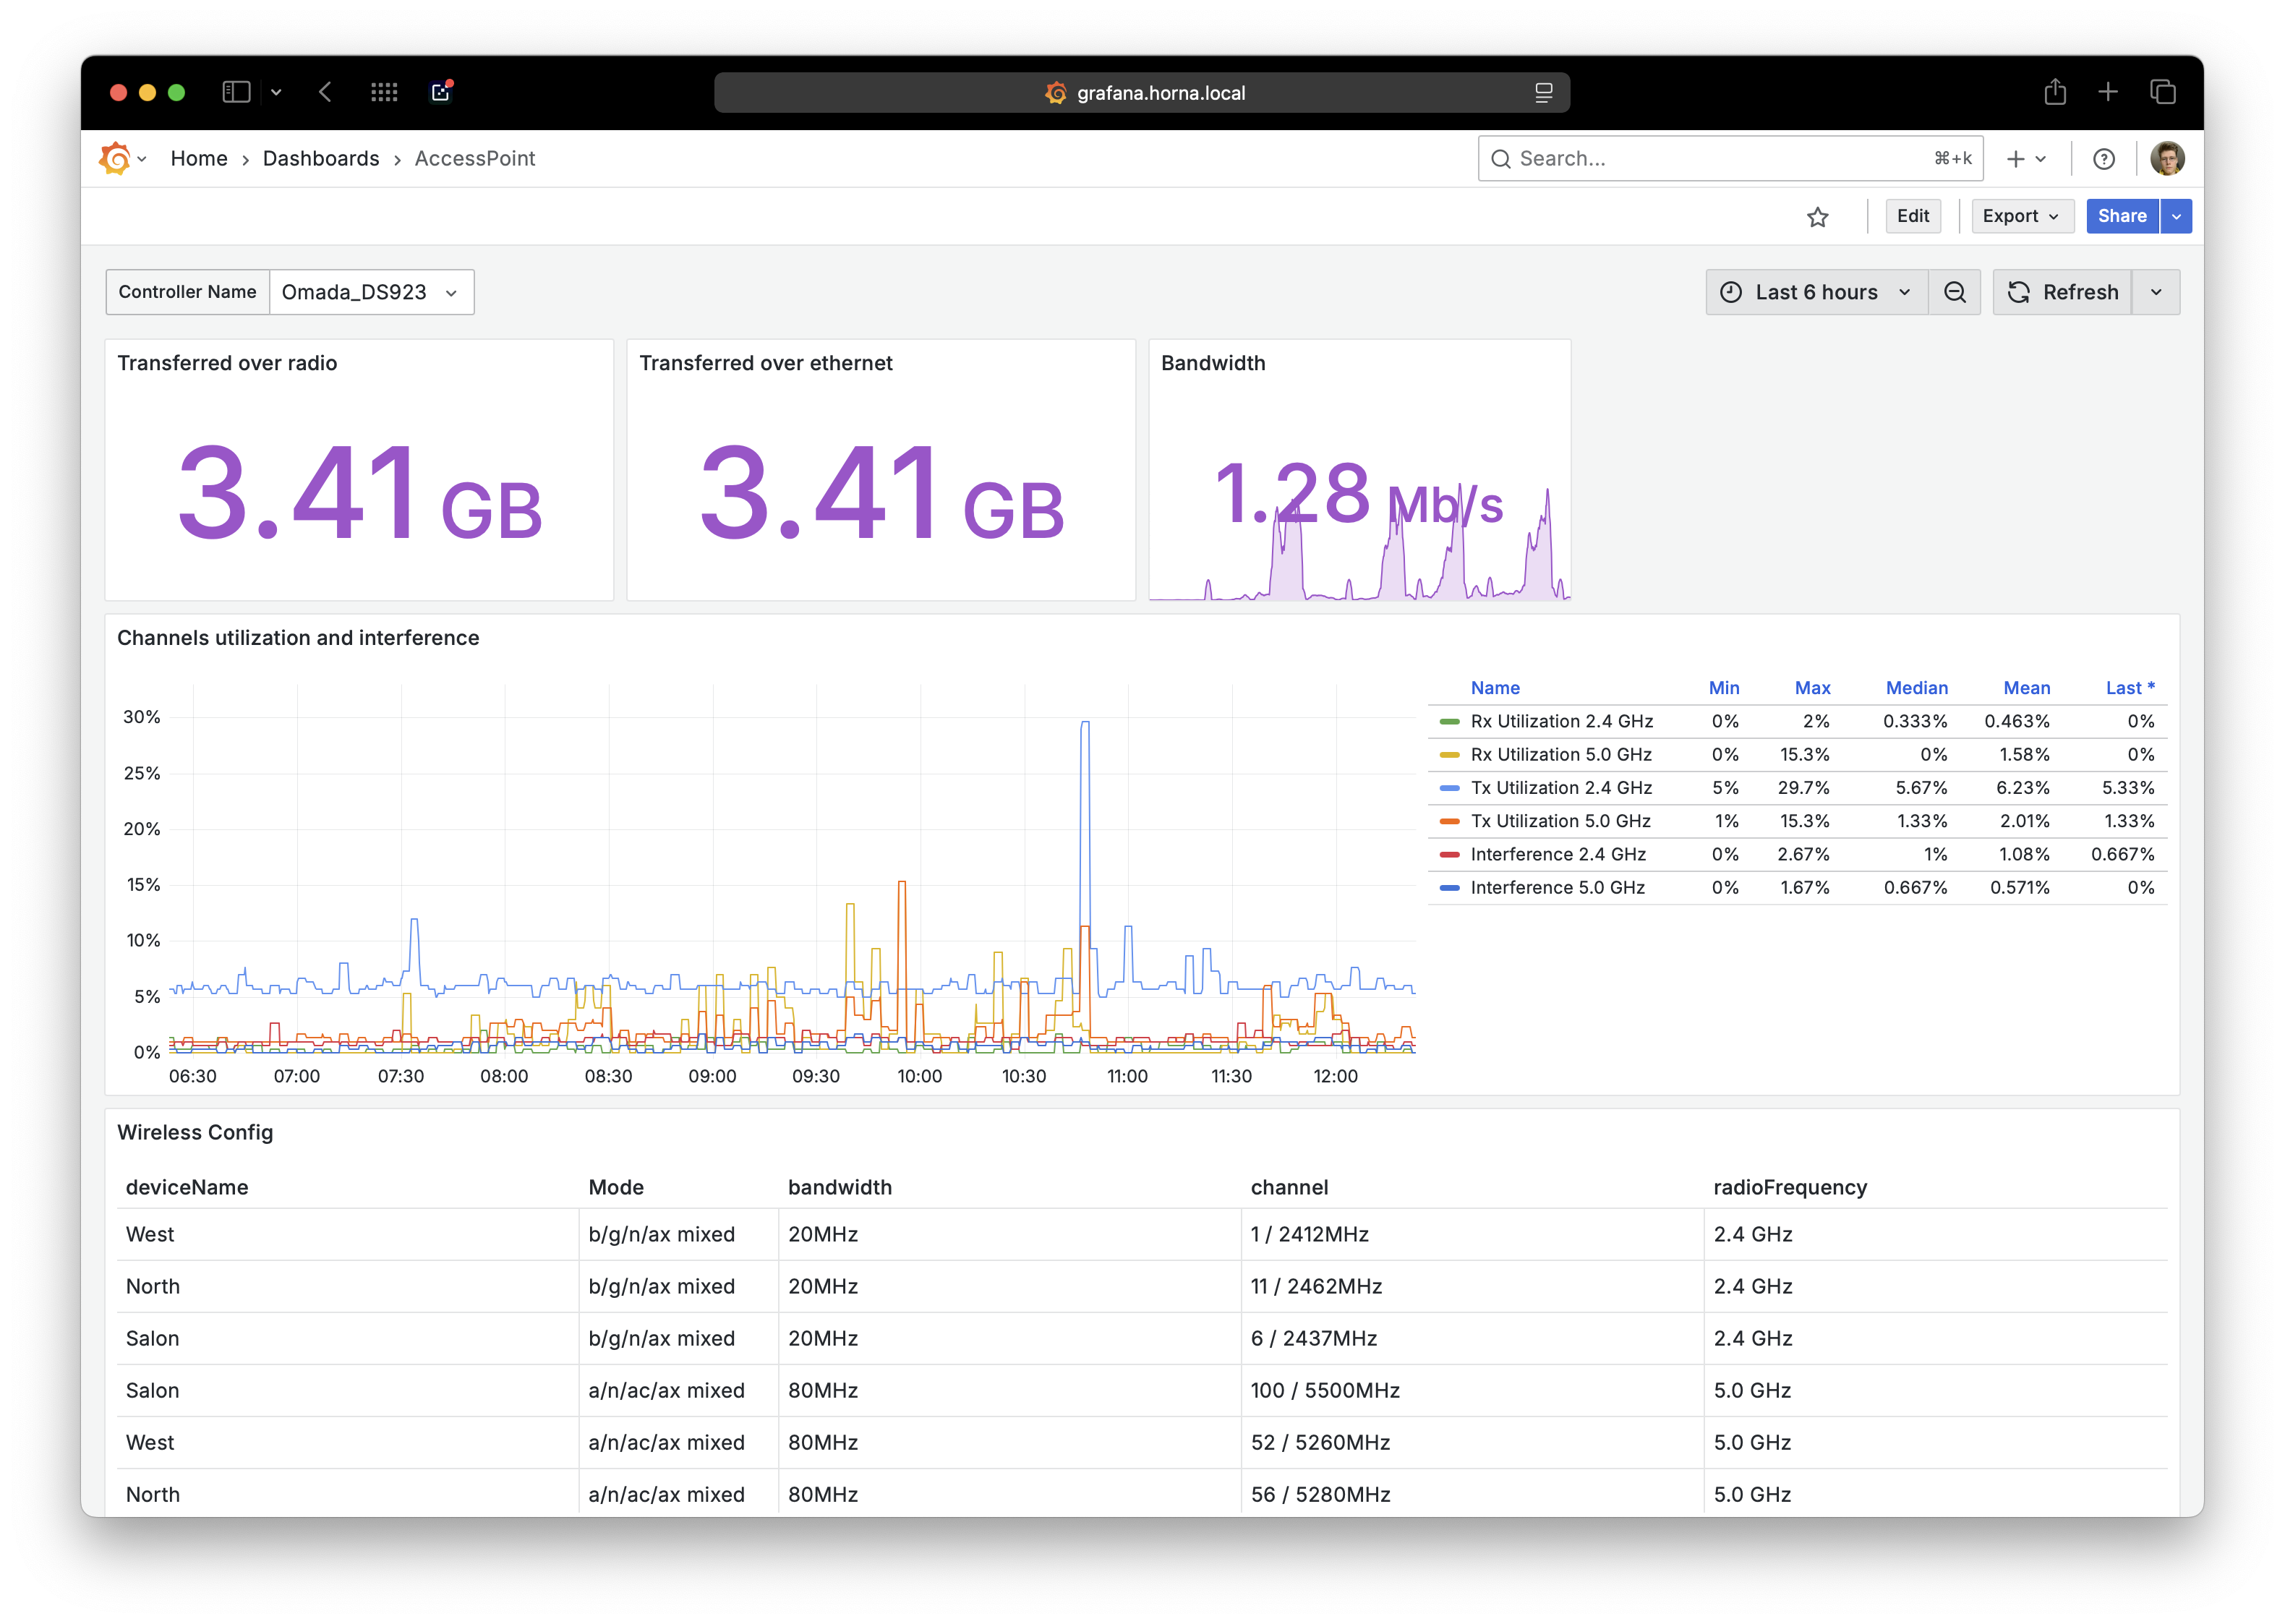 grafana.horna.local
Home › Dashboards › AccessPoint
Search... ⌘+k
Edit Export Share
Controller Name Omada_DS923 Last 6 hours Refresh
Transferred over radio
3.41 GB
Transferred over ethernet
3.41 GB
Bandwidth
1.28 Mb/s
Channels utilization and interference
30%
25%
20%
15%
10%
5%
0%
06:30 07:00 07:30 08:00 08:30 09:00 09:30 10:00 10:30 11:00 11:30 12:00
Name Min Max Median Mean Last *
Rx Utilization 2.4 GHz 0% 2% 0.333% 0.463% 0%
Rx Utilization 5.0 GHz 0% 15.3% 0% 1.58% 0%
Tx Utilization 2.4 GHz 5% 29.7% 5.67% 6.23% 5.33%
Tx Utilization 5.0 GHz 1% 15.3% 1.33% 2.01% 1.33%
Interference 2.4 GHz 0% 2.67% 1% 1.08% 0.667%
Interference 5.0 GHz 0% 1.67% 0.667% 0.571% 0%
Wireless Config
deviceName Mode bandwidth channel radioFrequency
West b/g/n/ax mixed 20MHz 1 / 2412MHz 2.4 GHz
North b/g/n/ax mixed 20MHz 11 / 2462MHz 2.4 GHz
Salon b/g/n/ax mixed 20MHz 6 / 2437MHz 2.4 GHz
Salon a/n/ac/ax mixed 80MHz 100 / 5500MHz 5.0 GHz
West a/n/ac/ax mixed 80MHz 52 / 5260MHz 5.0 GHz
North a/n/ac/ax mixed 80MHz 56 / 5280MHz 5.0 GHz